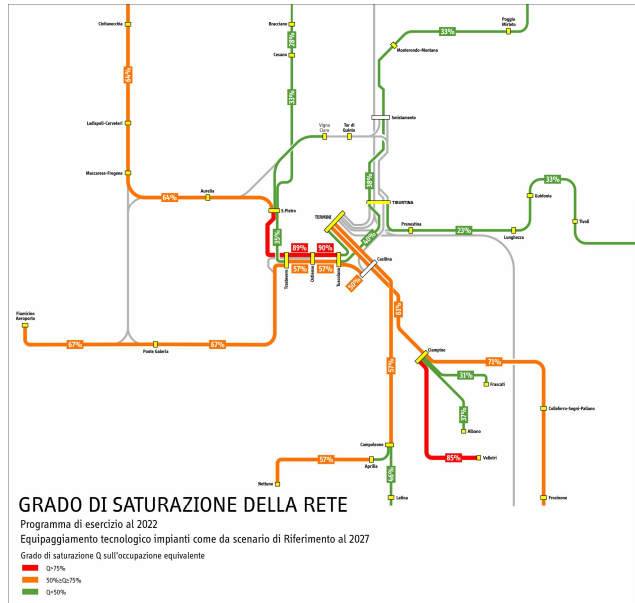 Civitavecchia
Bracciano
28%
Cesano
33%
64%
Ladispoli-Cerveteri
Maccarese-Fregene
64%
Aurelia
S.Pietro
35%
Vigna
Clara
Tor di
Quinto
Poggio
Mirteto
33%
Monterondo-Mentana
Smistamento
38%
TIBURTINA
TERMINI
40%
Prenestina
23%
Lunghezza
Guidonia
33%
Tivoli
89%
90%
57%
57%
Trastevere
Ostiense
Tuscolana
50%
Casilina
61%
Fiumicino
Aeroporto
67%
67%
Ponte Galeria
57%
Ciampino
71%
31%
Frascati
37%
Albano
Colleferro-Segni-Paliano
85%
Velletri
Campoleone
57%
Aprilia
46%
Nettuno
Latina
Frosinone
GRADO DI SATURAZIONE DELLA RETE
Programma di esercizio al 2022
Equipaggiamento tecnologico impianti come da scenario di Riferimento al 2027
Grado di saturazione Q sull'occupazione equivalente
Q>75%
50%≤Q≤75%
Q<50%